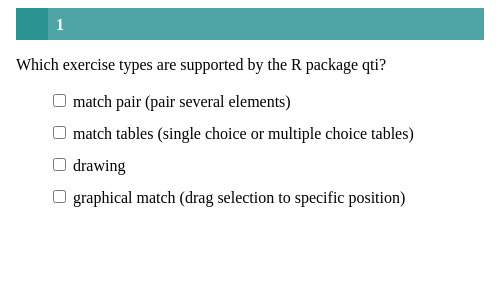 1
Which exercise types are supported by the R package qti?
match pair (pair several elements)
match tables (single choice or multiple choice tables)
drawing
graphical match (drag selection to specific position)